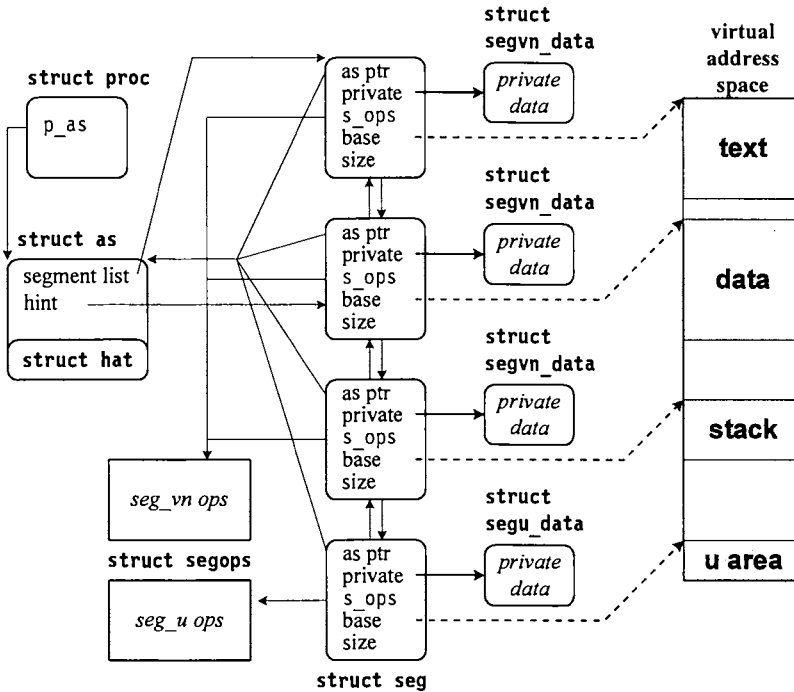 struct proc
p_as
struct as
segment list
hint
struct hat
seg_vn ops
struct segops
seg_u ops
as ptr
private
s_ops
base
size
as ptr
private
s_ops
base
size
as ptr
private
s_ops
base
size
as ptr
private
s_ops
base
size
struct seg
struct
segvn_data
private
data
struct
segvn_data
private
data
struct
segvn_data
private
data
struct
segu_data
private
data
virtual
address
space
text
data
stack
u area